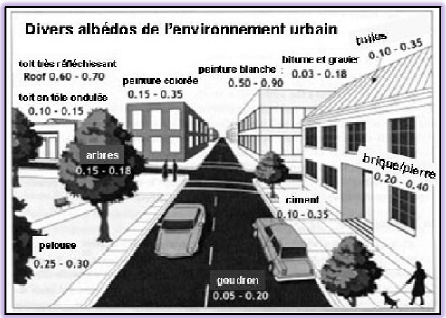 Divers albédos de l'environnement urbain
toit très réfléchissant
Roof 0.60 - 0.70
toit en tôle ondulés
0.10 - 0.15
peinture colorée
0.15 - 0.35
peinture blanche :
0.50 - 0.90
bitume et gravier
0.03 - 0.18
tuiles
0.10 - 0.35
arbres
0.15 - 0.18
brique/pierre
0.20 - 0.40
ciment
0.10 - 0.35
pelouse
0.25 - 0.30
goudron
0.05 - 0.20